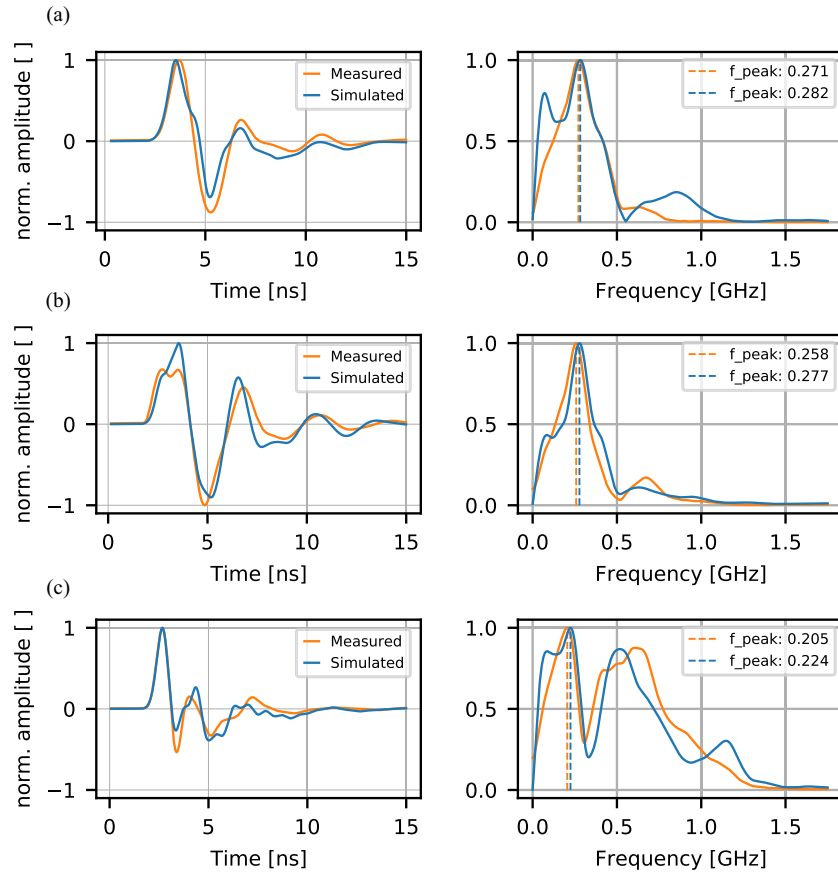 (a)
norm. amplitude [ ]
1
0
−1
Measured
Simulated
0
5
10
15
Time [ns]
1.0
0.5
0.0
f_peak: 0.271
f_peak: 0.282
0.0
0.5
1.0
1.5
Frequency [GHz]
(b)
norm. amplitude [ ]
1
0
−1
Measured
Simulated
0
5
10
15
Time [ns]
1.0
0.5
0.0
f_peak: 0.258
f_peak: 0.277
0.0
0.5
1.0
1.5
Frequency [GHz]
(c)
norm. amplitude [ ]
1
0
−1
Measured
Simulated
0
5
10
15
Time [ns]
1.0
0.5
0.0
f_peak: 0.205
f_peak: 0.224
0.0
0.5
1.0
1.5
Frequency [GHz]